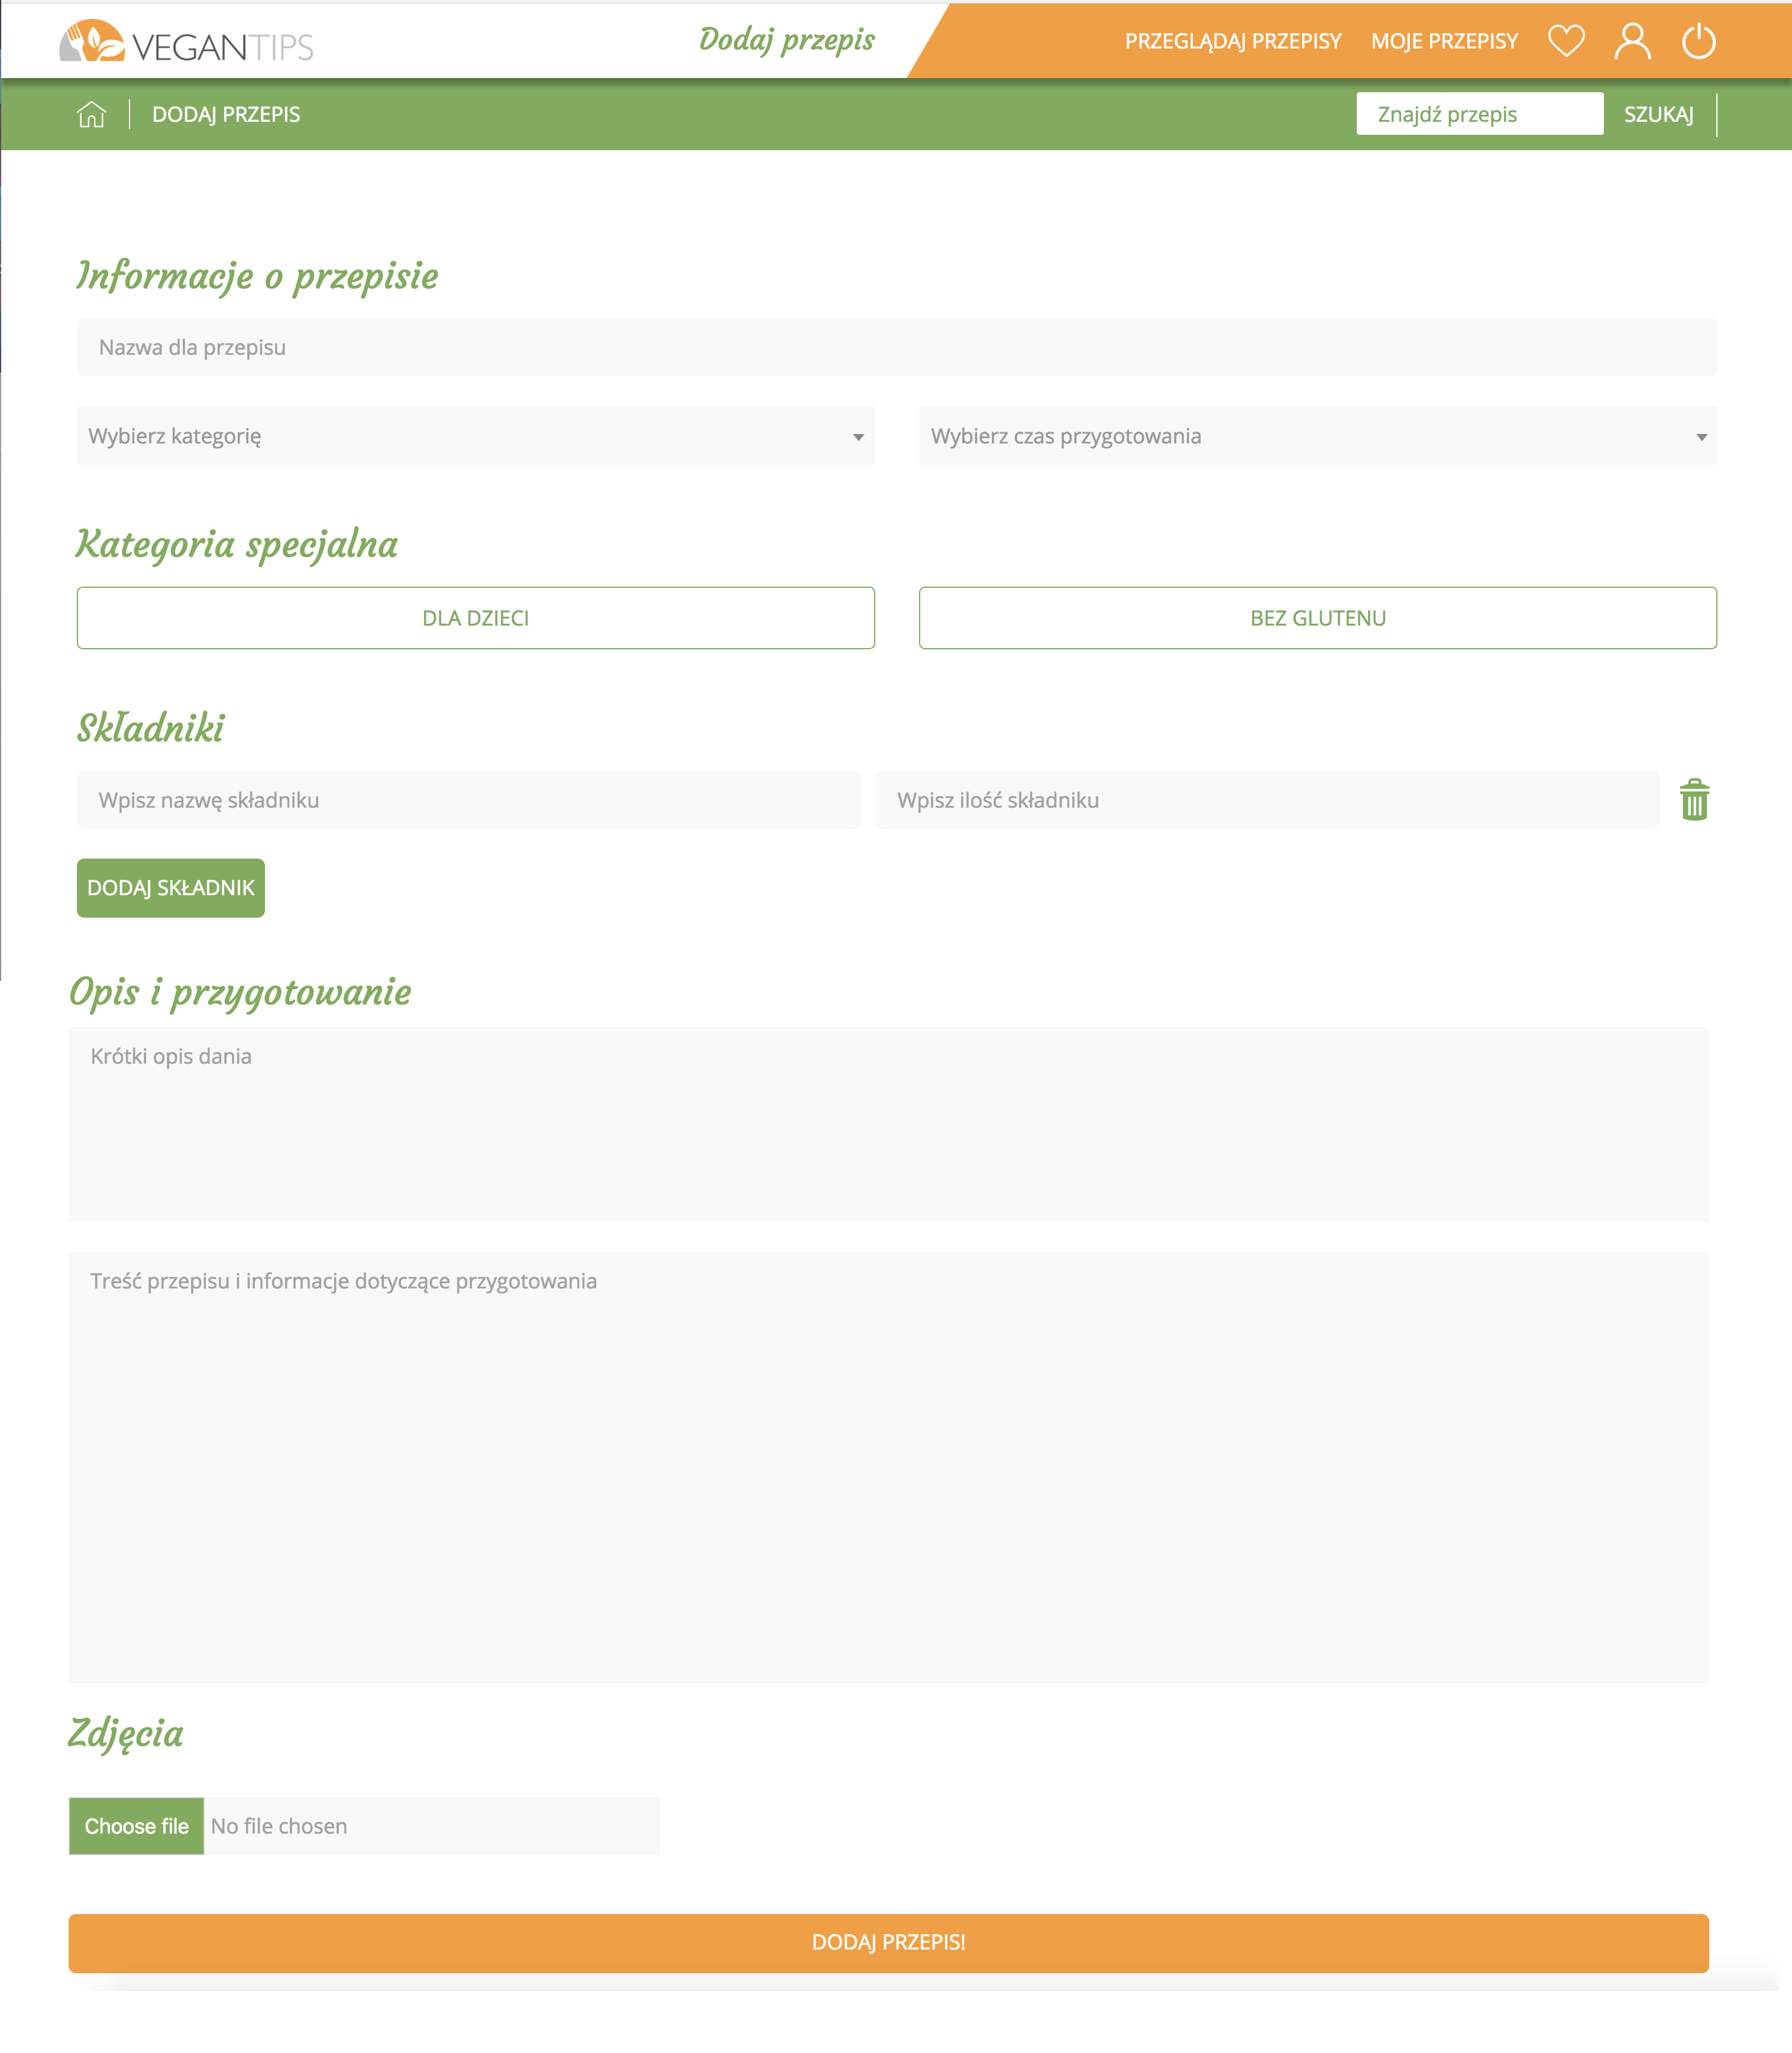 VEGANTIPS
Dodaj przepis
PRZEGLĄDAJ PRZEPISY
MOJE PRZEPISY
DODAJ PRZEPIS
Znajdź przepis
SZUKAJ
Informacje o przepisie
Nazwa dla przepisu
Wybierz kategorię
Wybierz czas przygotowania
Kategoria specjalna
DLA DZIECI
BEZ GLUTENU
Składniki
Wpisz nazwę składniku
Wpisz ilość składniku
DODAJ SKŁADNIK
Opis i przygotowanie
Krótki opis dania
Treść przepisu i informacje dotyczące przygotowania
Zdjęcia
Choose file
No file chosen
DODAJ PRZEPIS!